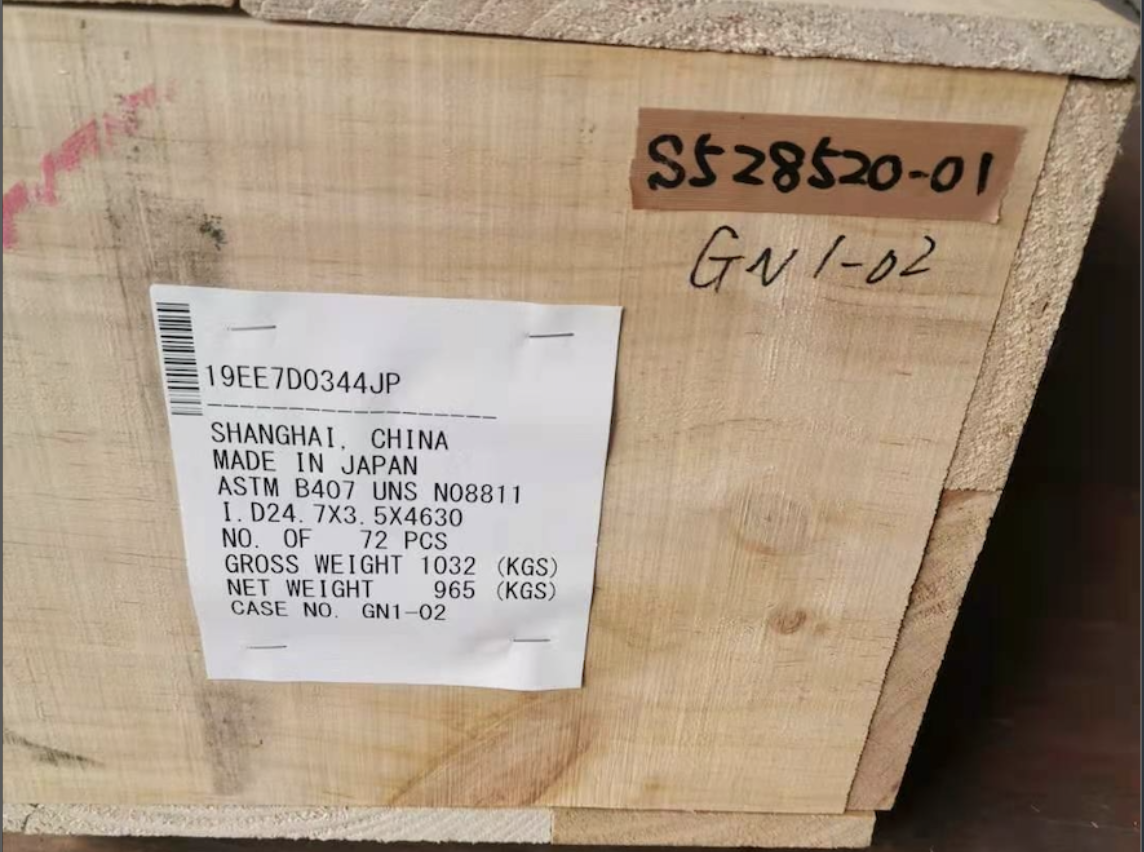 S528520-01
GN1-02
19EE7D0344JP
SHANGHAI, CHINA
MADE IN JAPAN
ASTM B407 UNS N08811
I.D24.7X3.5X4630
NO. OF 72 PCS
GROSS WEIGHT 1032 (KGS)
NET WEIGHT 965 (KGS)
CASE NO. GN1-02